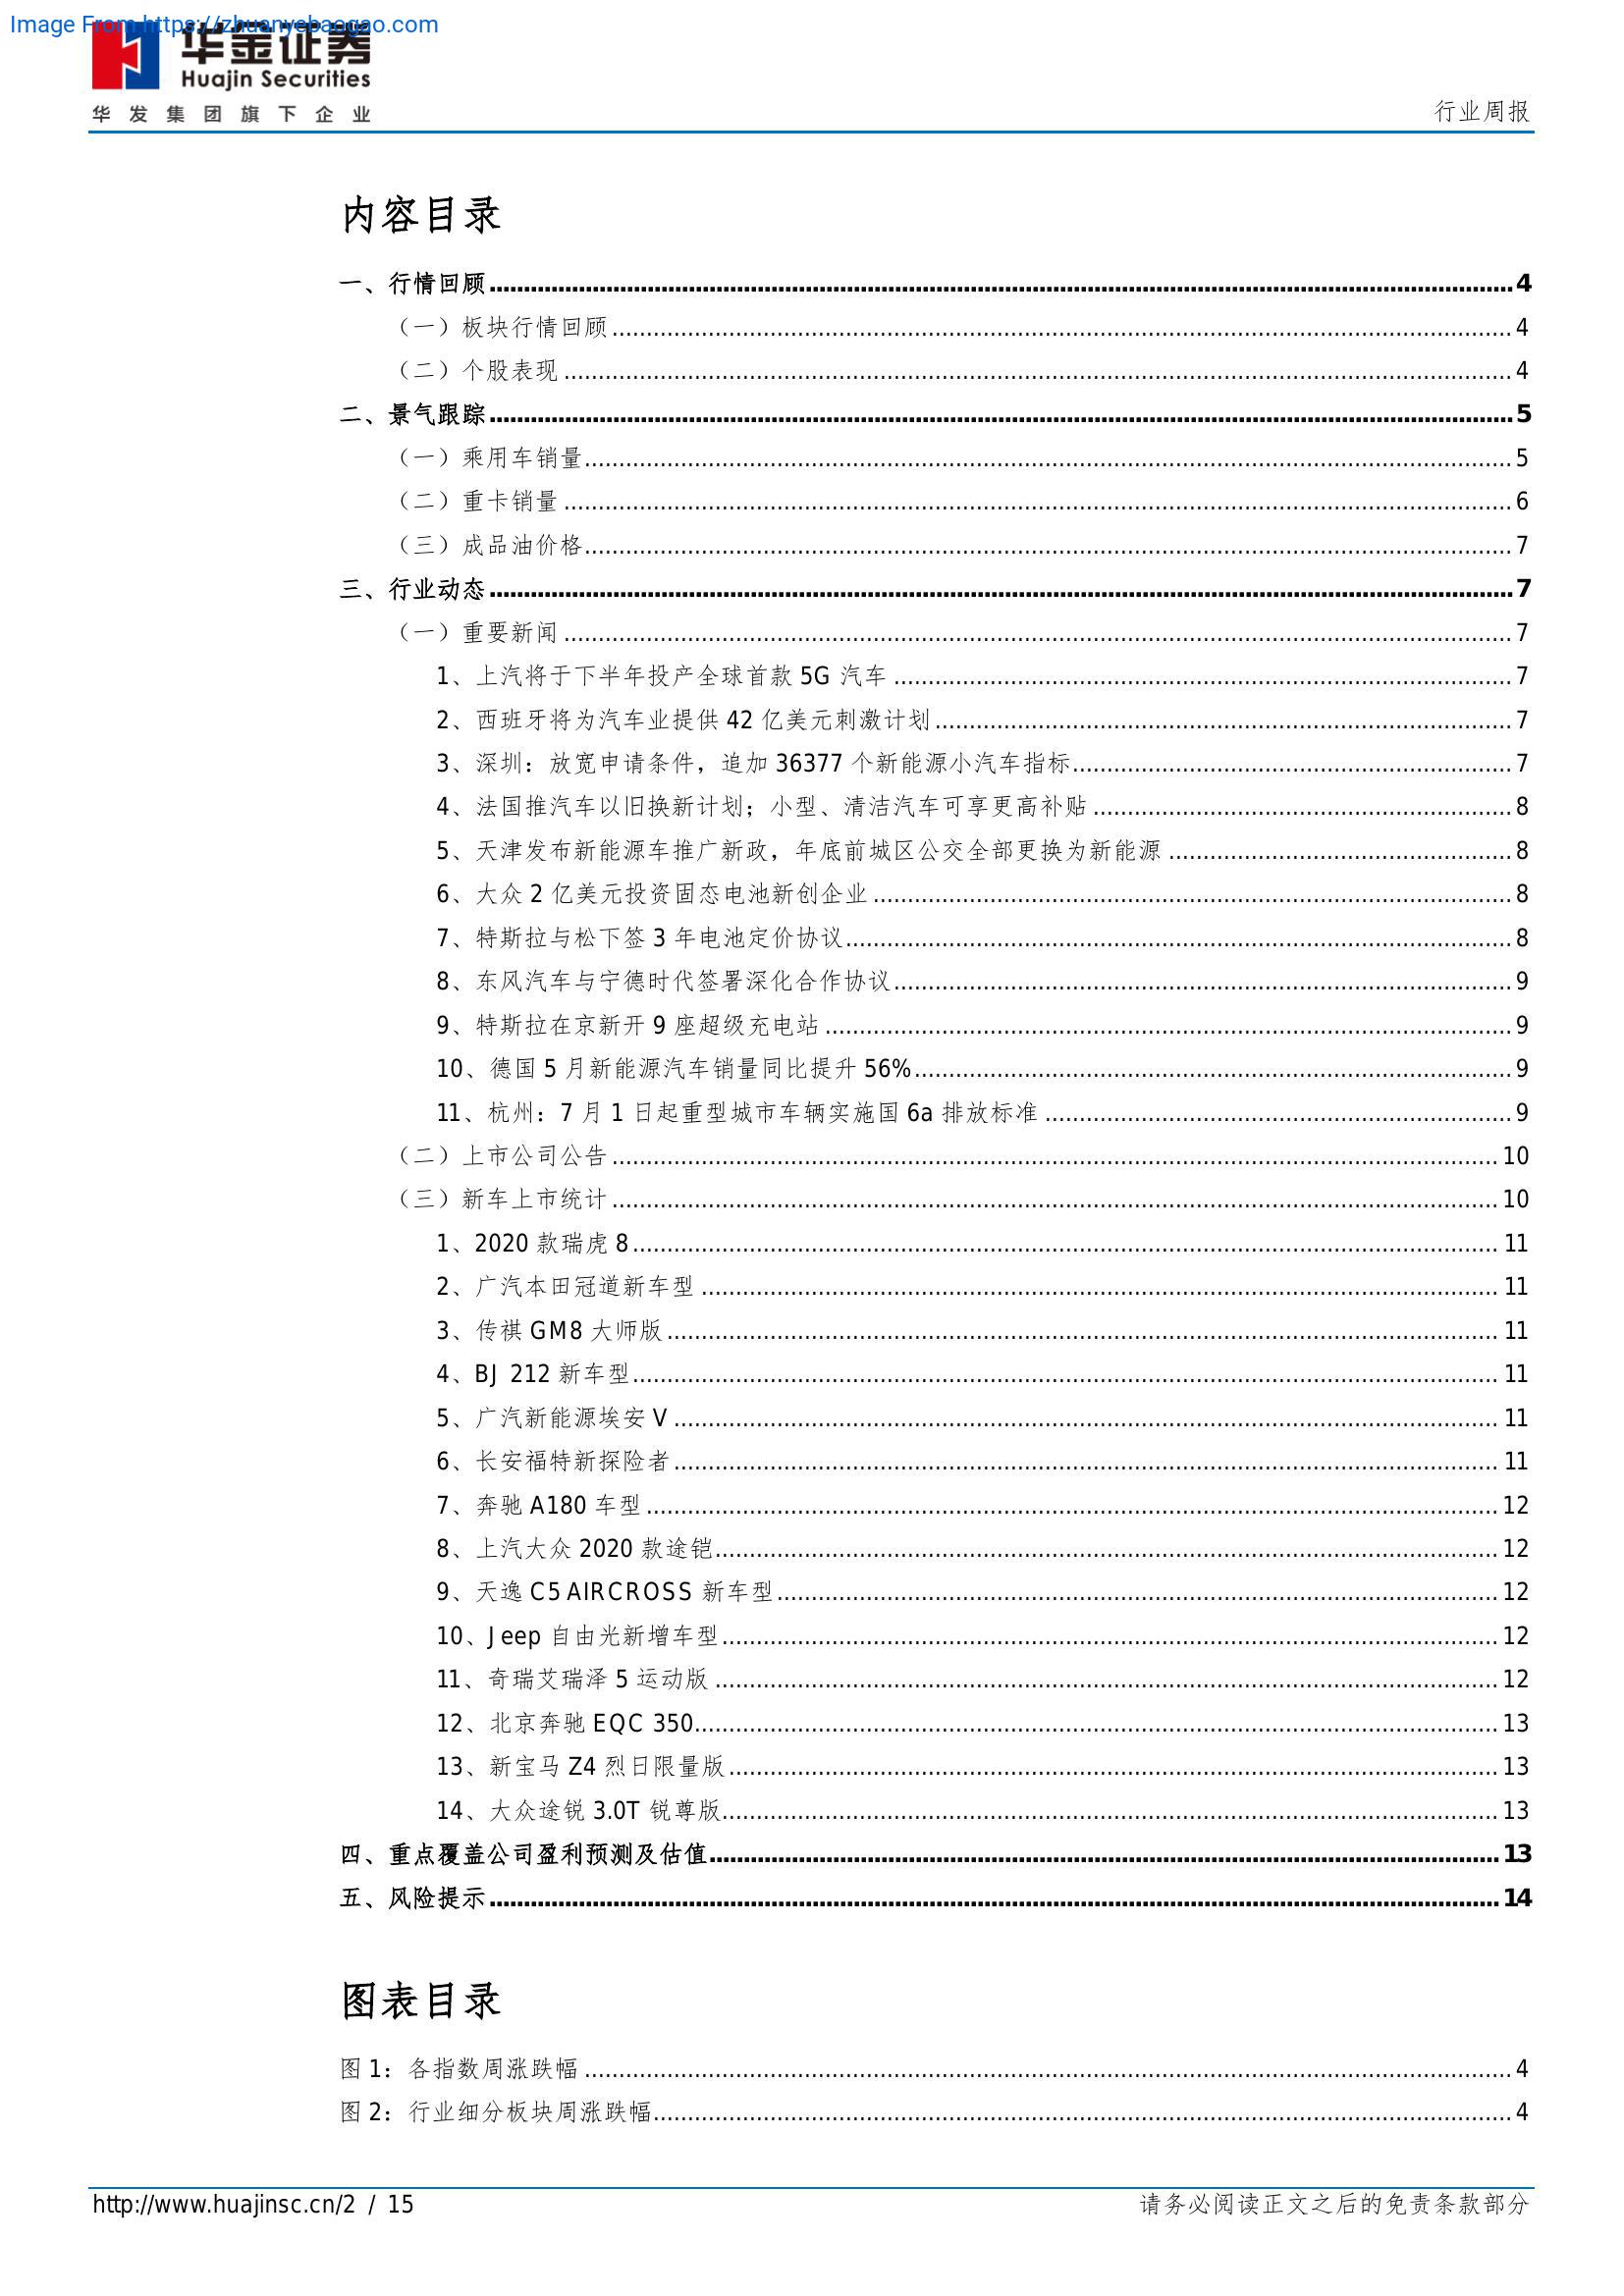 Image From https://zhuanyebaogao.com
华金证券
Huajin Securities
华发集团旗下企业
行业周报
内容目录
一、行情回顾 4
（一）板块行情回顾 4
（二）个股表现 4
二、景气跟踪 5
（一）乘用车销量 5
（二）重卡销量 6
（三）成品油价格 7
三、行业动态 7
（一）重要新闻 7
1、上汽将于下半年投产全球首款 5G 汽车 7
2、西班牙将为汽车业提供 42 亿美元刺激计划 7
3、深圳：放宽申请条件，追加 36377 个新能源小汽车指标 7
4、法国推汽车以旧换新计划；小型、清洁汽车可享更高补贴 8
5、天津发布新能源车推广新政，年底前城区公交全部更换为新能源 8
6、大众 2 亿美元投资固态电池新创企业 8
7、特斯拉与松下签 3 年电池定价协议 8
8、东风汽车与宁德时代签署深化合作协议 9
9、特斯拉在京新开 9 座超级充电站 9
10、德国 5 月新能源汽车销量同比提升 56% 9
11、杭州：7 月 1 日起重型城市车辆实施国 6a 排放标准 9
（二）上市公司公告 10
（三）新车上市统计 10
1、2020 款瑞虎 8 11
2、广汽本田冠道新车型 11
3、传祺 GM8 大师版 11
4、BJ 212 新车型 11
5、广汽新能源埃安 V 11
6、长安福特新探险者 11
7、奔驰 A180 车型 12
8、上汽大众 2020 款途铠 12
9、天逸 C5 AIRCROSS 新车型 12
10、Jeep 自由光新增车型 12
11、奇瑞艾瑞泽 5 运动版 12
12、北京奔驰 EQC 350 13
13、新宝马 Z4 烈日限量版 13
14、大众途锐 3.0T 锐尊版 13
四、重点覆盖公司盈利预测及估值 13
五、风险提示 14
图表目录
图 1：各指数周涨跌幅 4
图 2：行业细分板块周涨跌幅 4
http://www.huajinsc.cn/2 / 15
请务必阅读正文之后的免责条款部分